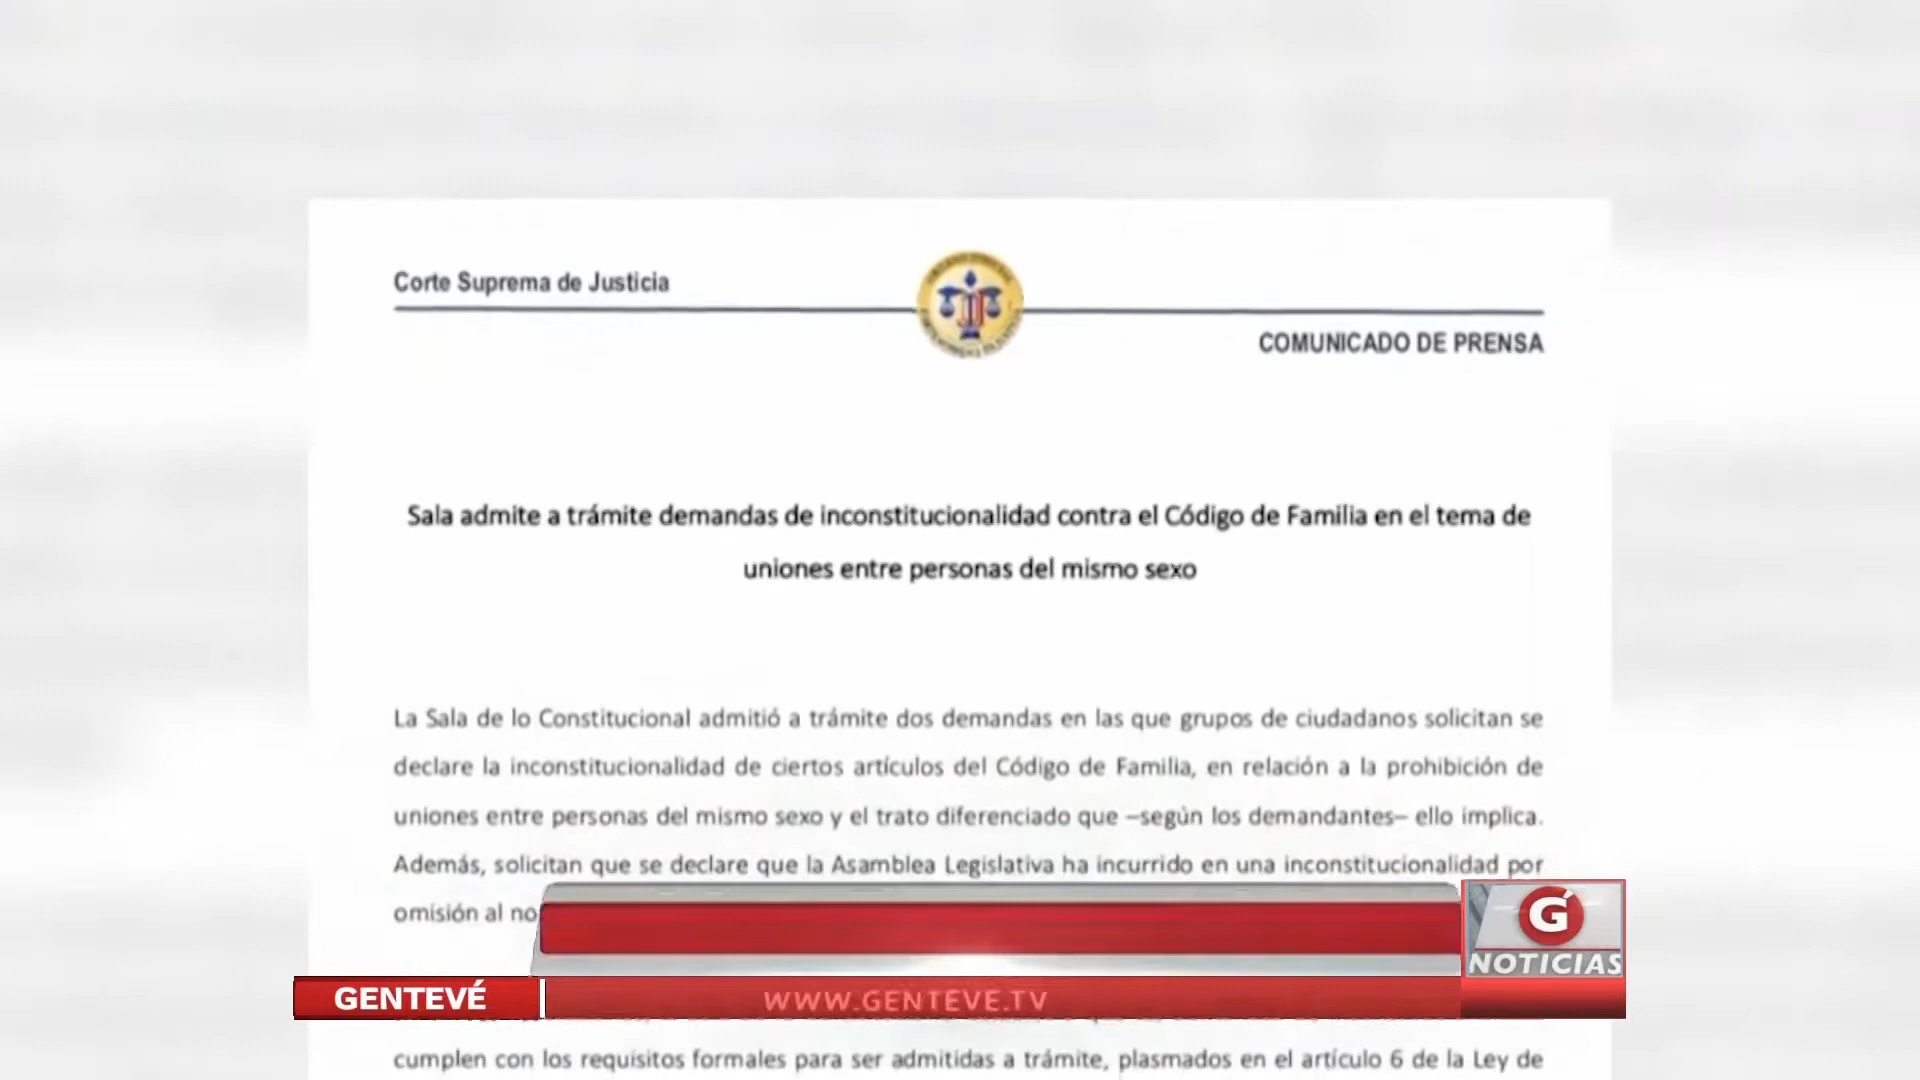 Corte Suprema de Justicia
COMUNICADO DE PRENSA
Sala admite a trámite demandas de inconstitucionalidad contra el Código de Familia en el tema de
uniones entre personas del mismo sexo
La Sala de lo Constitucional admitió a trámite dos demandas en las que grupos de ciudadanos solicitan se
declare la inconstitucionalidad de ciertos artículos del Código de Familia, en relación a la prohibición de
uniones entre personas del mismo sexo y el trato diferenciado que –según los demandantes– ello implica.
Además, solicitan que se declare que la Asamblea Legislativa ha incurrido en una inconstitucionalidad por
omisión al no
G
NOTICIAS
GENTEVÉ
WWW.GENTEVE.TV
cumplen con los requisitos formales para ser admitidas a trámite, plasmados en el artículo 6 de la Ley de